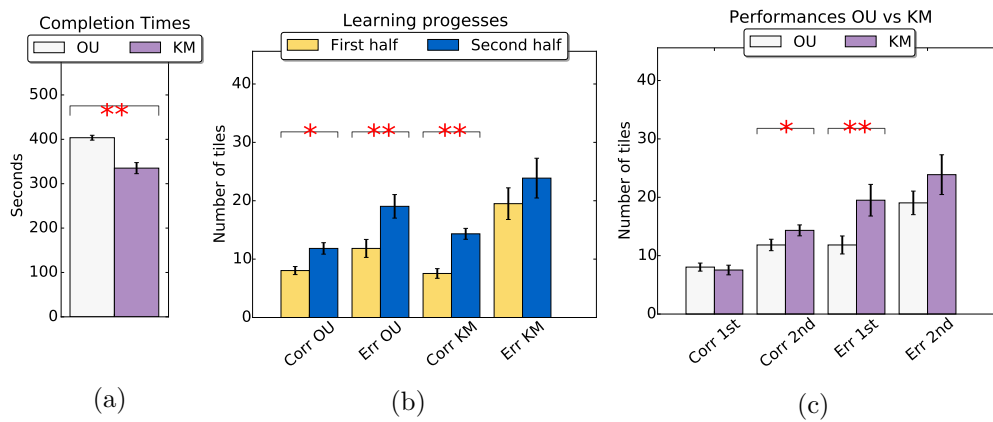 Completion Times
OU KM
500
400
300
200
100
0
Seconds
**
(a)
Learning progesses
First half Second half
40
30
20
10
0
Number of tiles
* ** **
Corr OU Err OU Corr KM Err KM
(b)
Performances OU vs KM
OU KM
40
30
20
10
0
Number of tiles
* **
Corr 1st Corr 2nd Err 1st Err 2nd
(c)